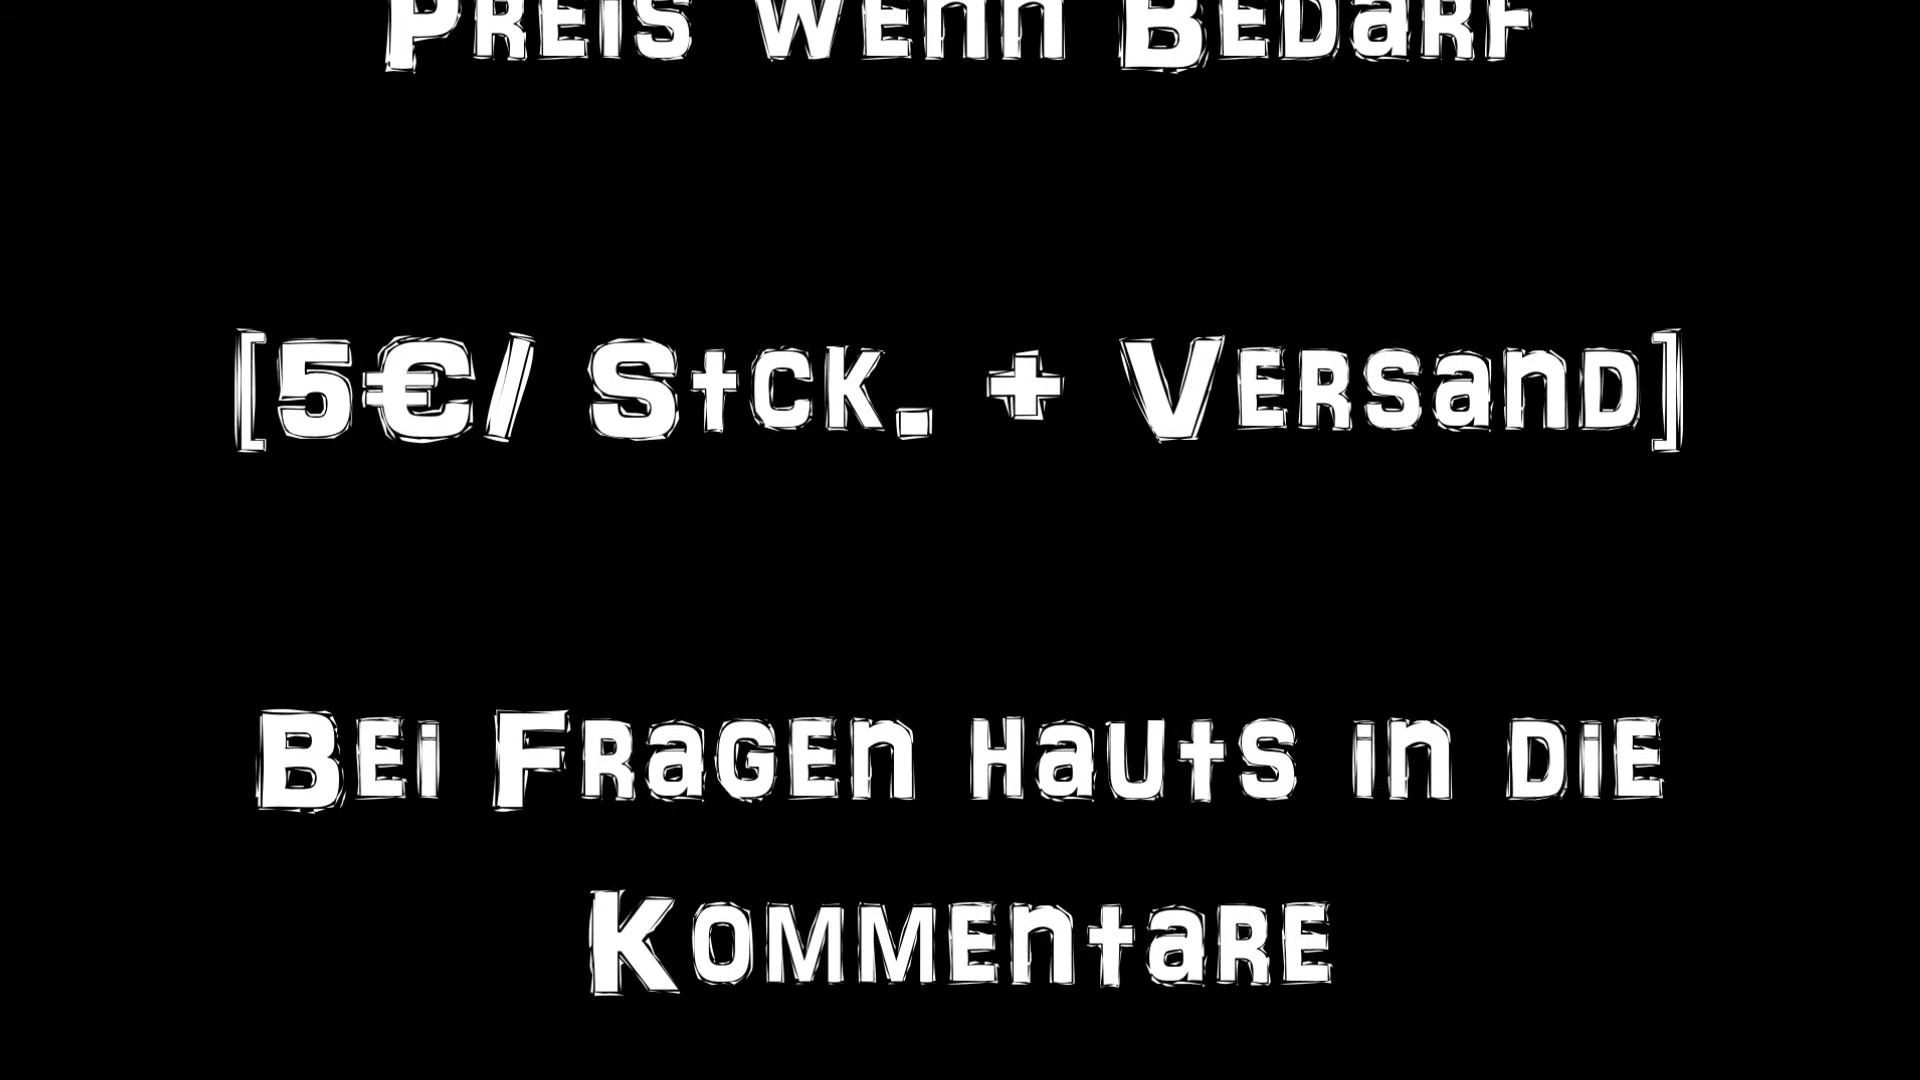 Preis wenn Bedarf
[5€/ Stck. + Versand]
Bei Fragen hauts in die
Kommentare